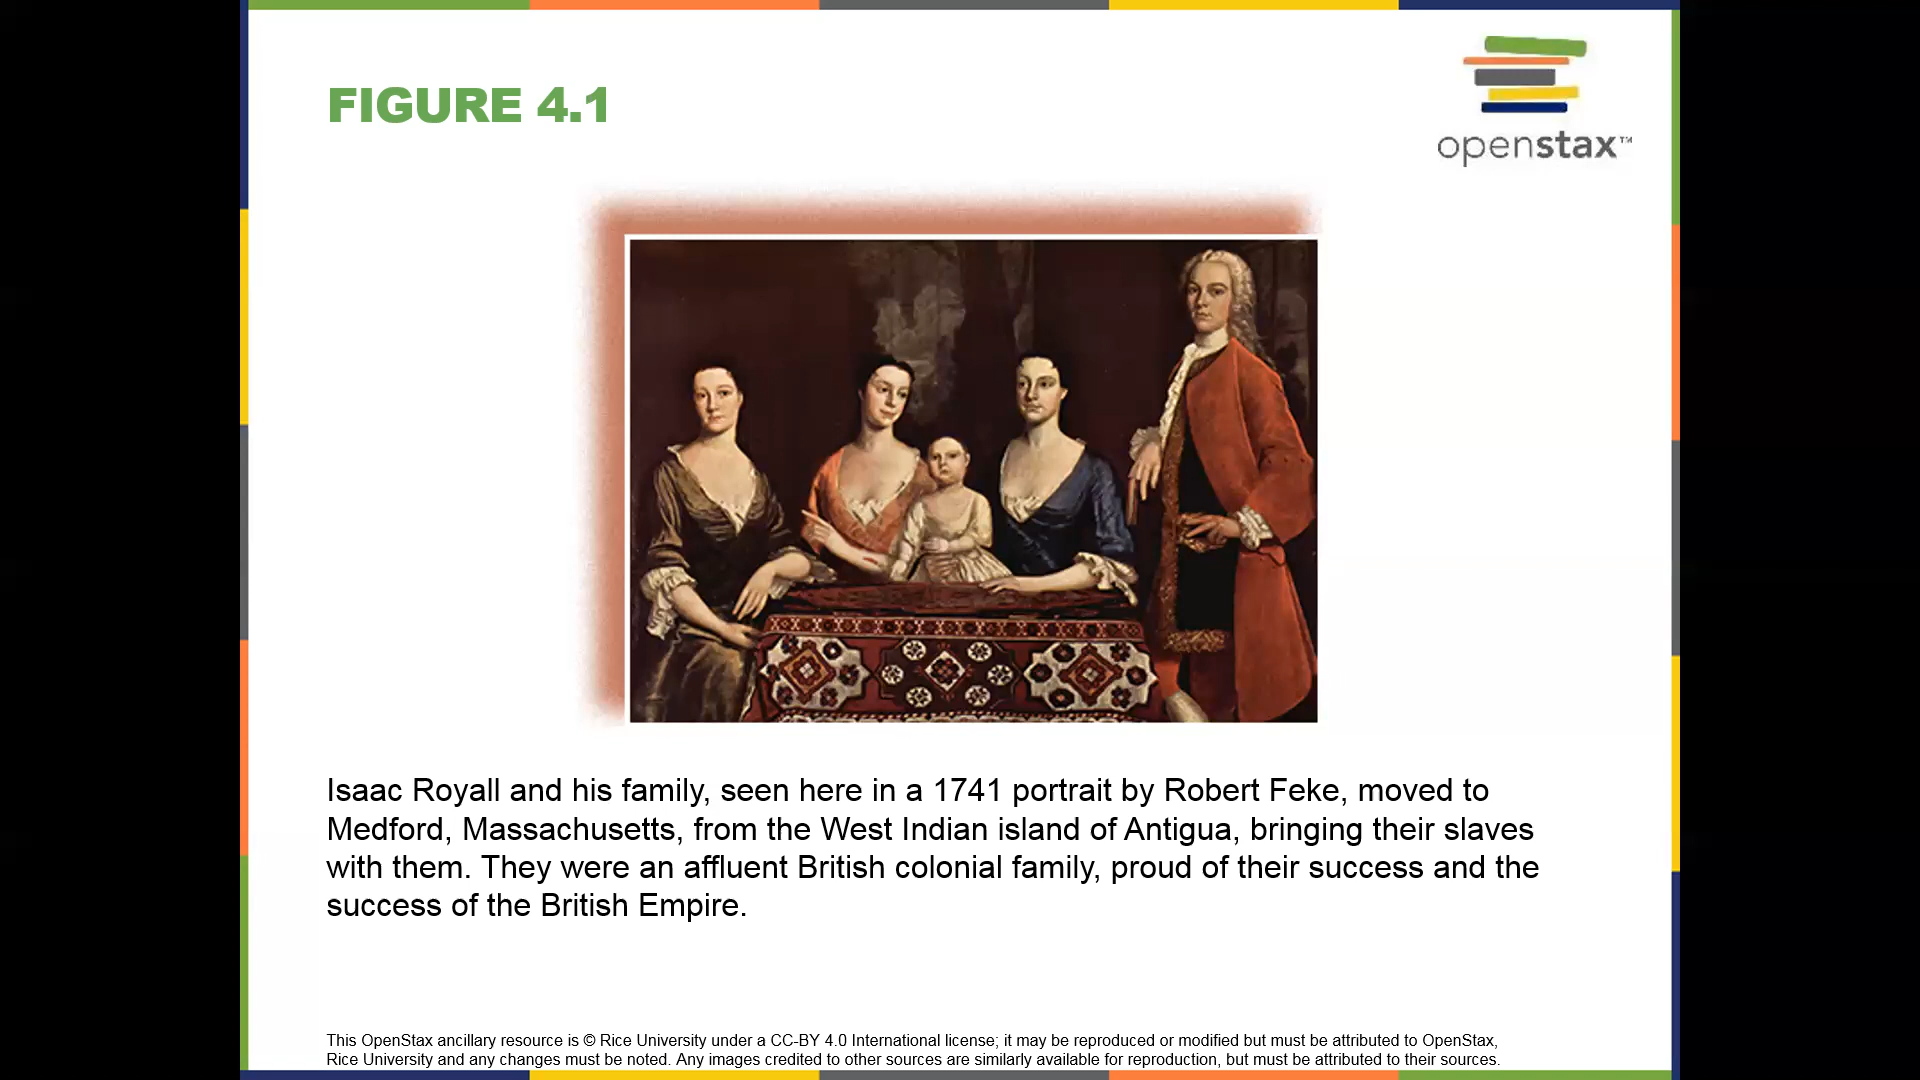 FIGURE 4.1
openstax™
Isaac Royall and his family, seen here in a 1741 portrait by Robert Feke, moved to
Medford, Massachusetts, from the West Indian island of Antigua, bringing their slaves
with them. They were an affluent British colonial family, proud of their success and the
success of the British Empire.
This OpenStax ancillary resource is © Rice University under a CC-BY 4.0 International license; it may be reproduced or modified but must be attributed to OpenStax,
Rice University and any changes must be noted. Any images credited to other sources are similarly available for reproduction, but must be attributed to their sources.